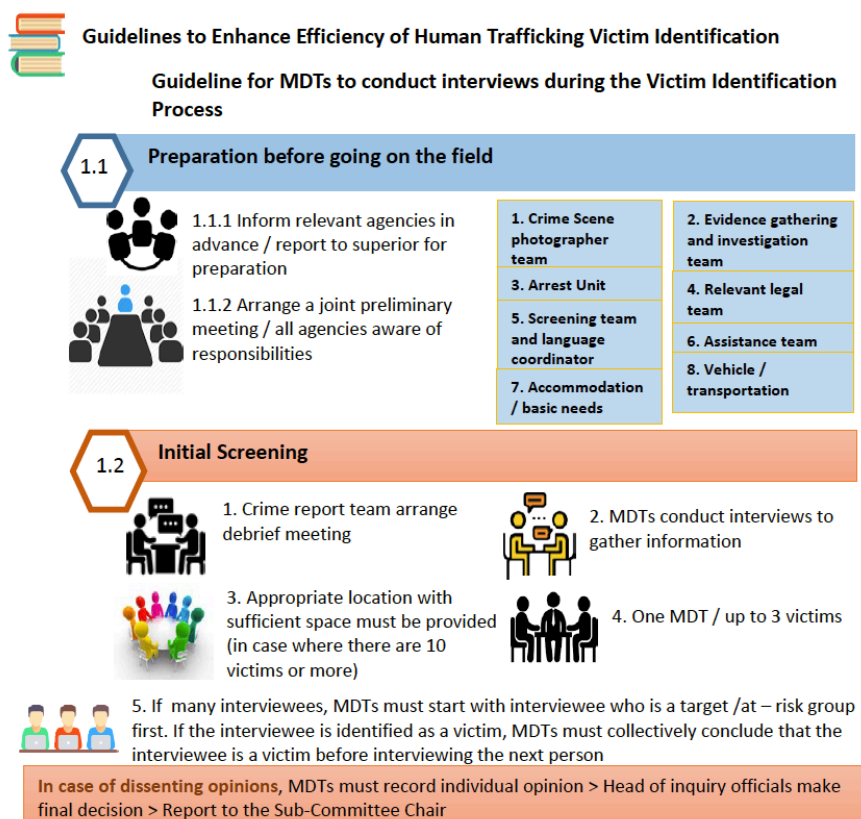 Guidelines to Enhance Efficiency of Human Trafficking Victim Identification
Guideline for MDTs to conduct interviews during the Victim Identification
Process
1.1
Preparation before going on the field
1.1.1 Inform relevant agencies in
advance / report to superior for
preparation
1.1.2 Arrange a joint preliminary
meeting / all agencies aware of
responsibilities
1. Crime Scene
photographer
team
2. Evidence gathering
and investigation
team
3. Arrest Unit
4. Relevant legal
team
5. Screening team
and language
coordinator
6. Assistance team
7. Accommodation
/ basic needs
8. Vehicle /
transportation
1.2
Initial Screening
1. Crime report team arrange
debrief meeting
2. MDTs conduct interviews to
gather information
3. Appropriate location with
sufficient space must be provided
(in case where there are 10
victims or more)
4. One MDT / up to 3 victims
5. If many interviewees, MDTs must start with interviewee who is a target /at – risk group
first. If the interviewee is identified as a victim, MDTs must collectively conclude that the
interviewee is a victim before interviewing the next person
In case of dissenting opinions, MDTs must record individual opinion > Head of inquiry officials make
final decision > Report to the Sub-Committee Chair